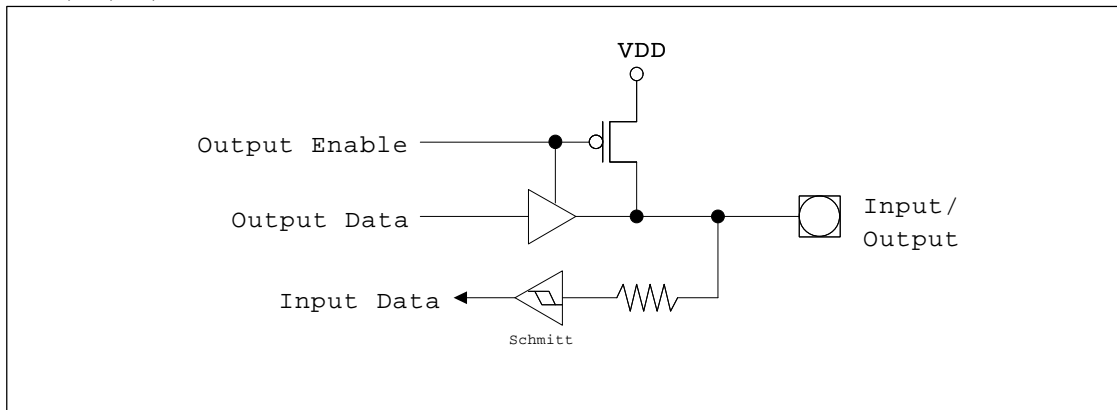 VDD
Output Enable
Output Data
Input/
Output
Input Data
Schmitt